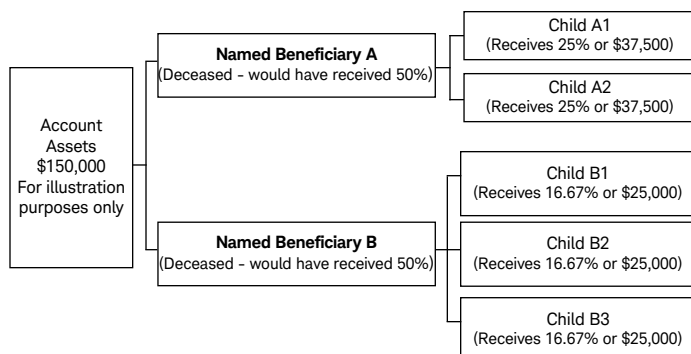 Account
Assets
$150,000
For illustration
purposes only
Named Beneficiary A
(Deceased - would have received 50%)
Child A1
(Receives 25% or $37,500)
Child A2
(Receives 25% or $37,500)
Named Beneficiary B
(Deceased - would have received 50%)
Child B1
(Receives 16.67% or $25,000)
Child B2
(Receives 16.67% or $25,000)
Child B3
(Receives 16.67% or $25,000)